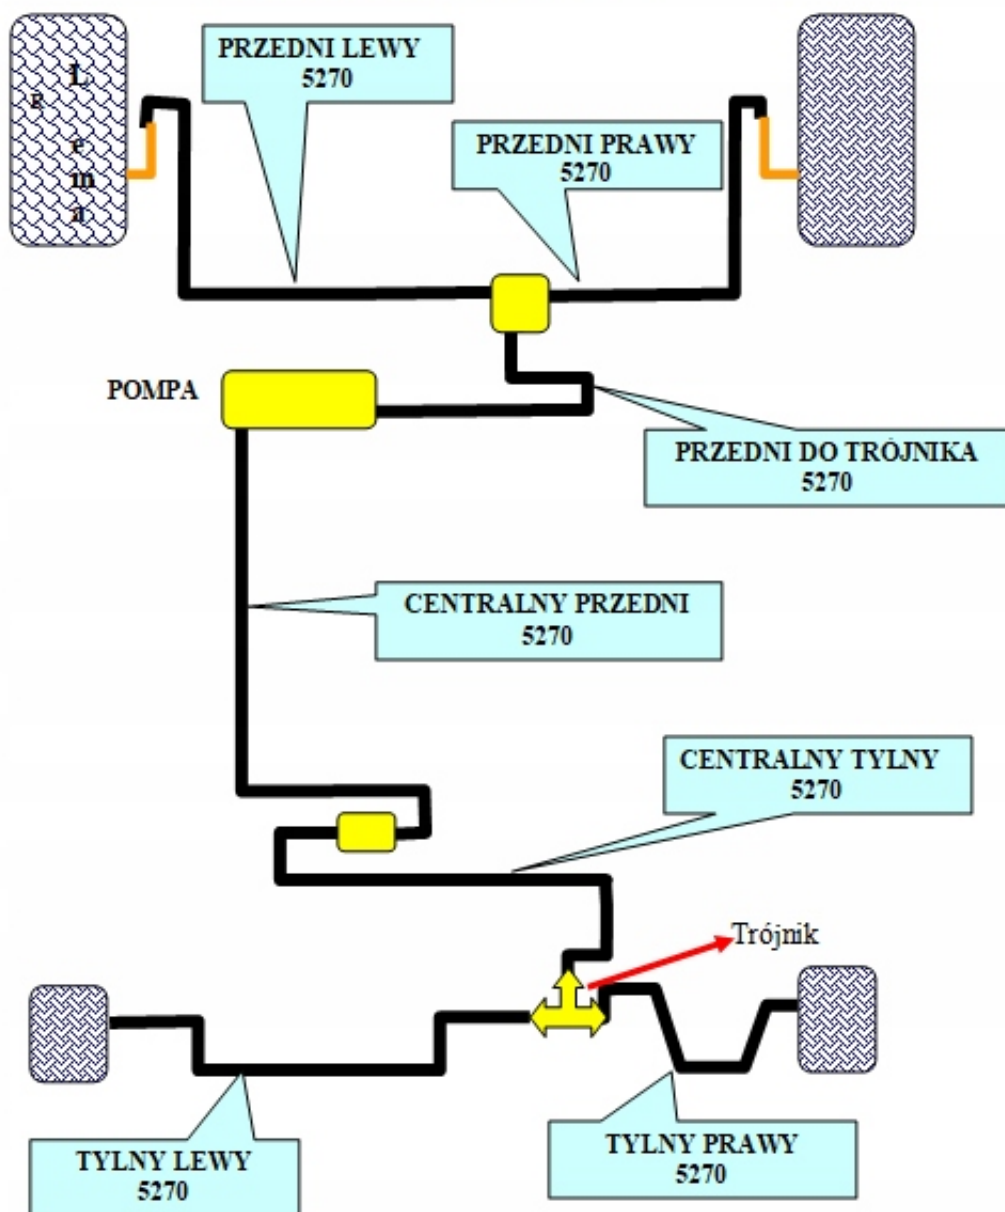 PRZEDNI LEWY
5270
L
R
e
m
a
PRZEDNI PRAWY
5270
POMPA
PRZEDNI DO TRÓJNIKA
5270
CENTRALNY PRZEDNI
5270
CENTRALNY TYLNY
5270
Trójnik
TYLNY LEWY
5270
TYLNY PRAWY
5270